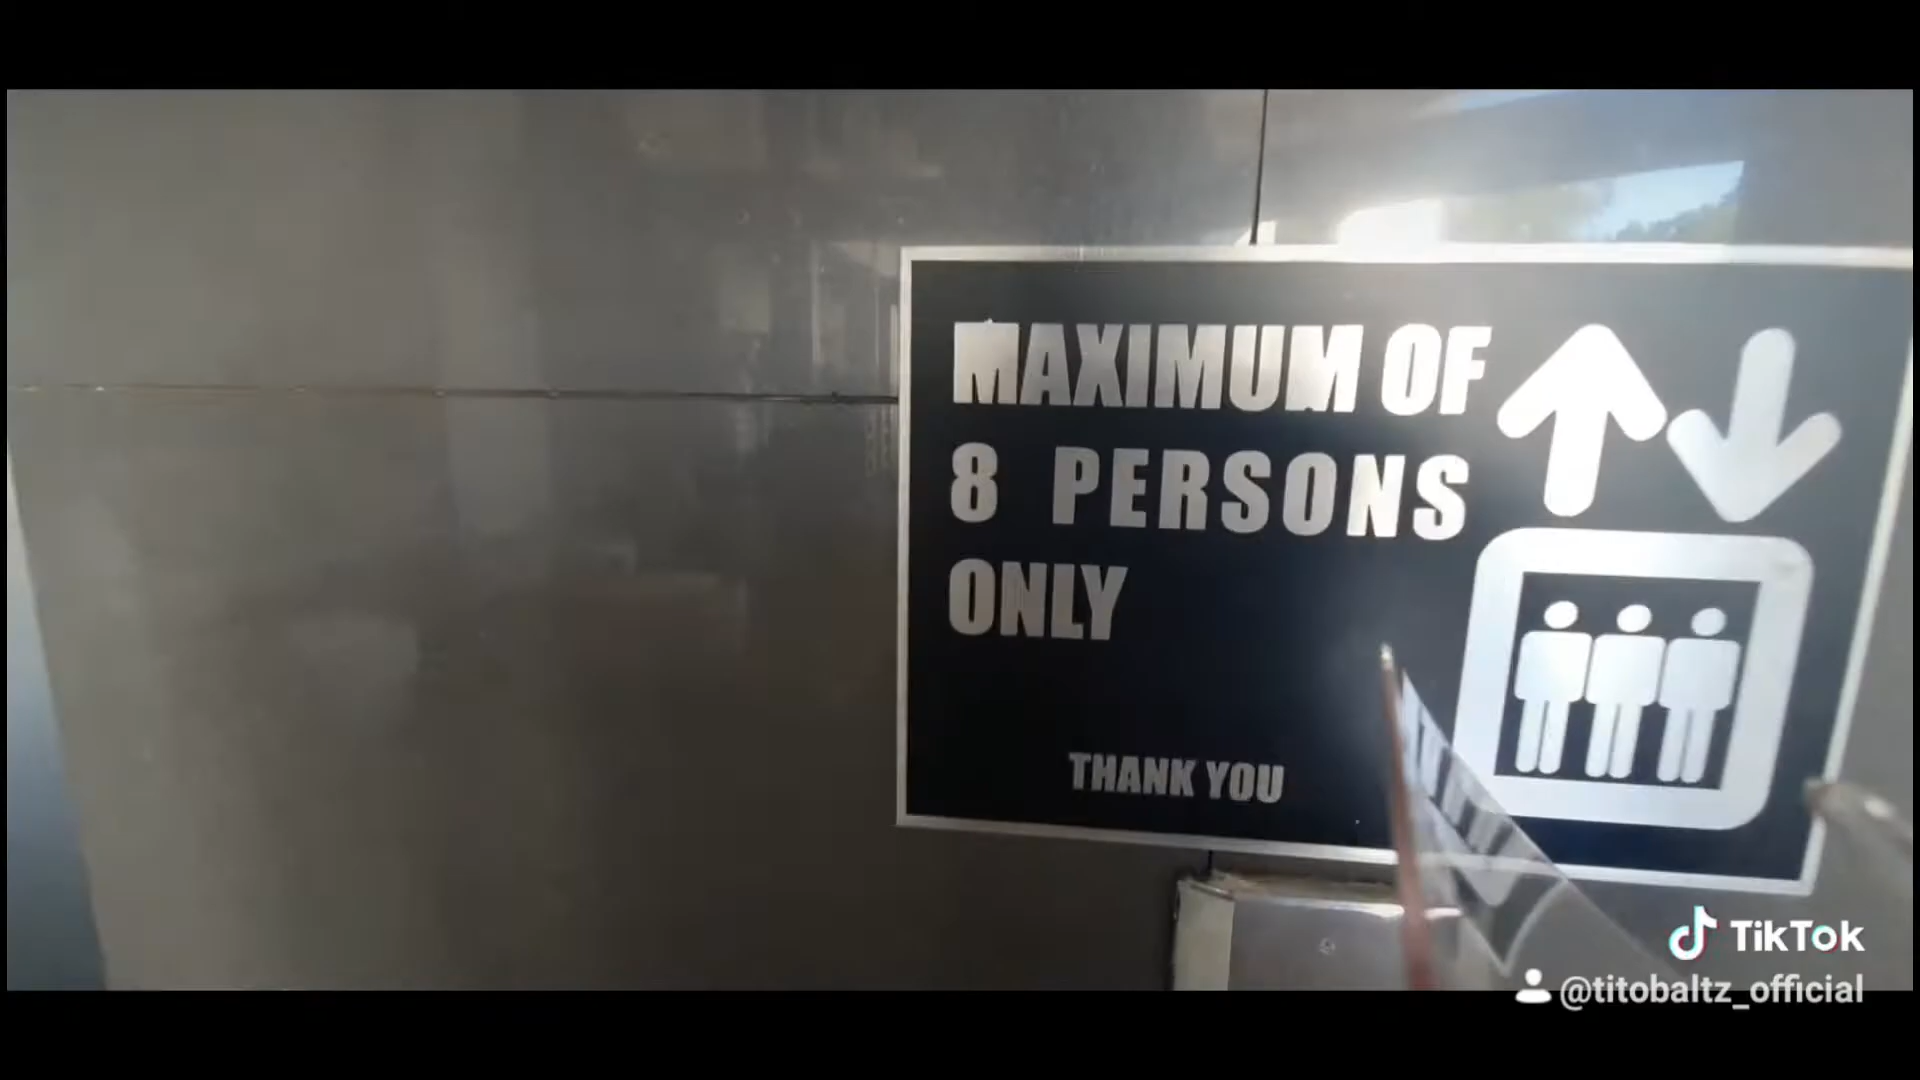 MAXIMUM OF
8 PERSONS
ONLY
THANK YOU
TikTok
@titobaltz_official